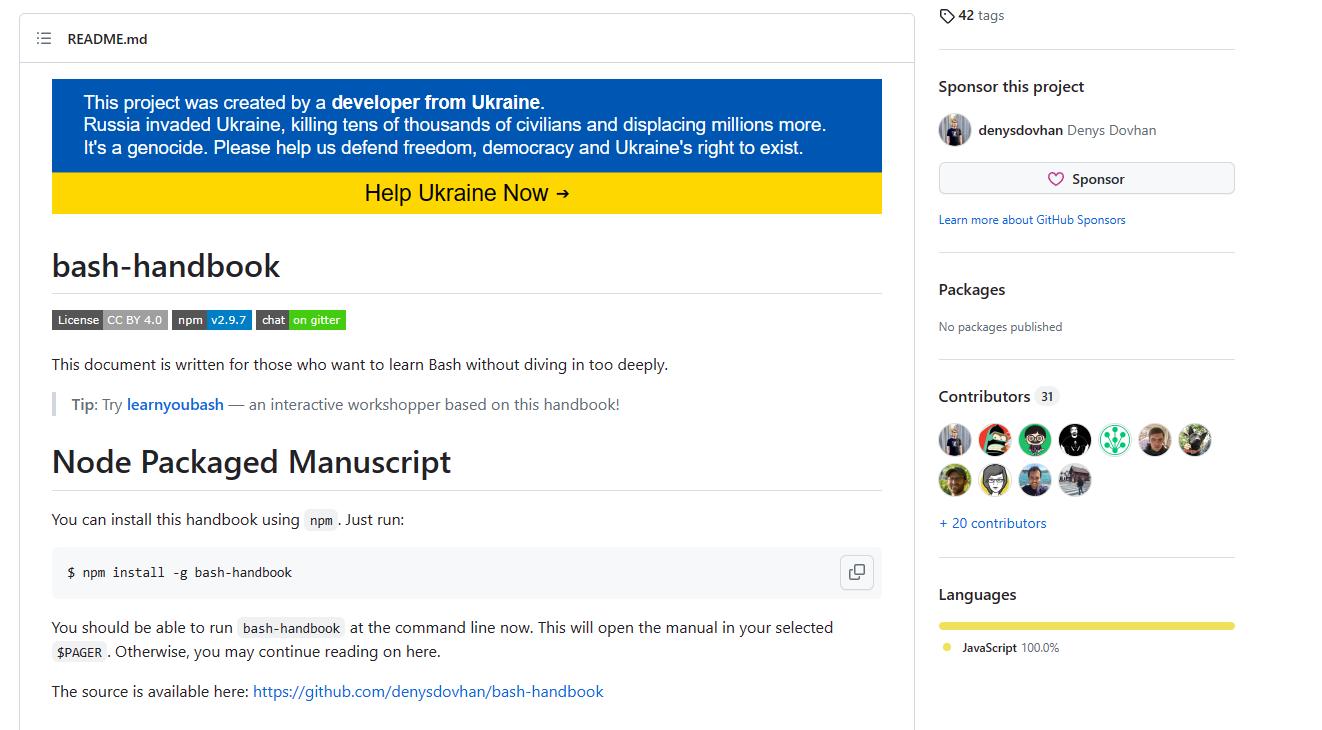 README.md
This project was created by a developer from Ukraine.
Russia invaded Ukraine, killing tens of thousands of civilians and displacing millions more.
It's a genocide. Please help us defend freedom, democracy and Ukraine's right to exist.
Help Ukraine Now ➔
bash-handbook
License CC BY 4.0 npm v2.9.7 chat on gitter
This document is written for those who want to learn Bash without diving in too deeply.
Tip: Try learnyoubash — an interactive workshopper based on this handbook!
Node Packaged Manuscript
You can install this handbook using npm. Just run:
$ npm install -g bash-handbook
You should be able to run bash-handbook at the command line now. This will open the manual in your selected
$PAGER. Otherwise, you may continue reading on here.
The source is available here: https://github.com/denysdovhan/bash-handbook
42 tags
Sponsor this project
denysdovhan Denys Dovhan
Sponsor
Learn more about GitHub Sponsors
Packages
No packages published
Contributors 31
+ 20 contributors
Languages
JavaScript 100.0%